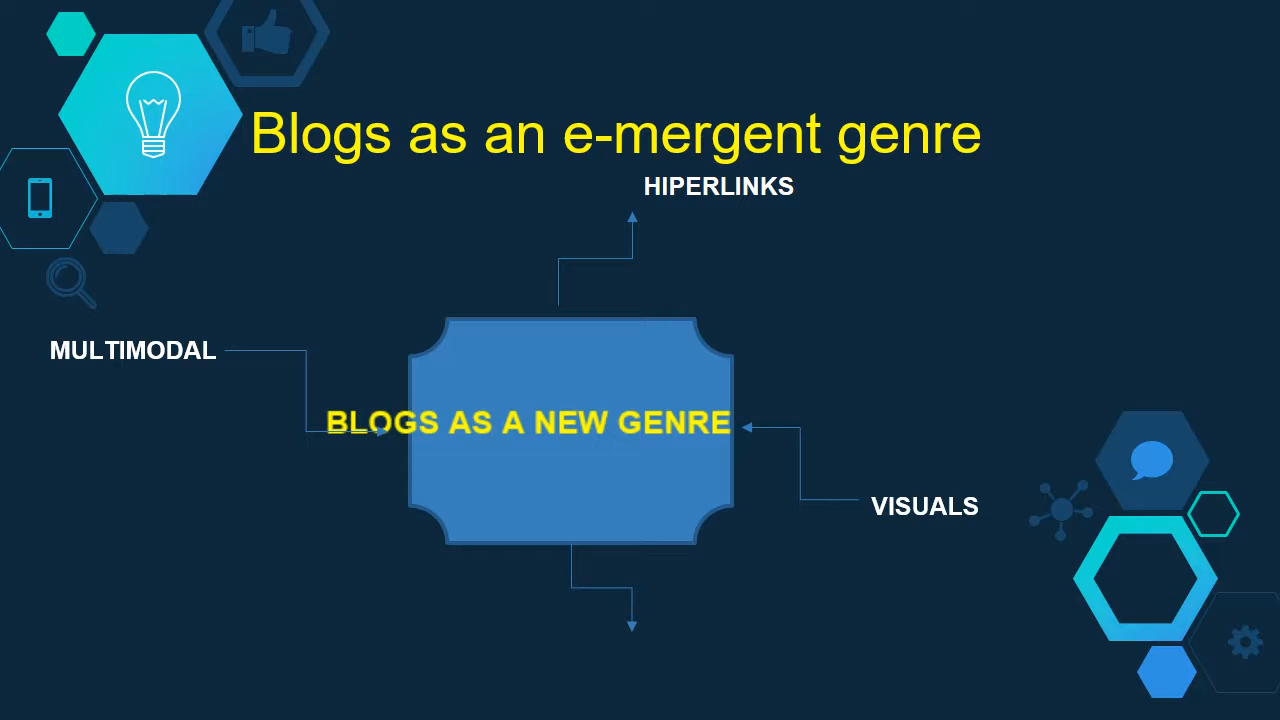 Blogs as an e-mergent genre
HIPERLINKS
MULTIMODAL
BLOGS AS A NEW GENRE
VISUALS